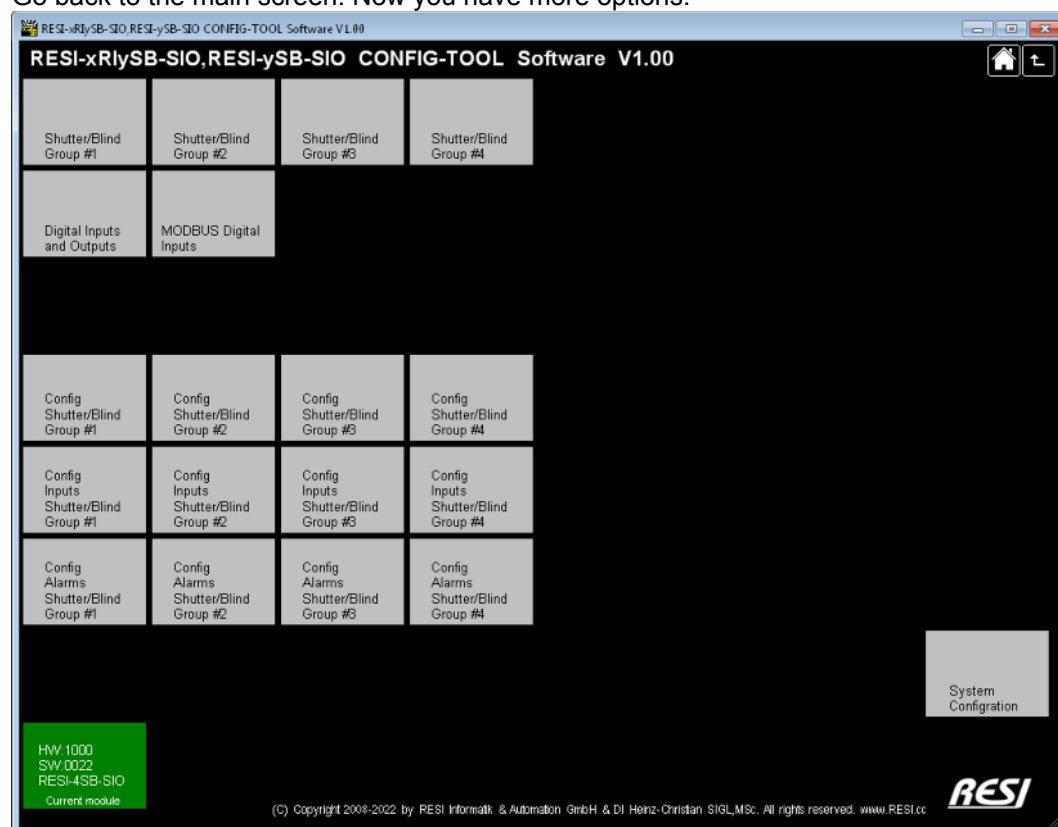 Go back to the main screen. Now you have more options.
RESI-xRIySB-SIO,RESI-ySB-SIO CONFIG-TOOL Software V1.00
RESI-xRIySB-SIO,RESI-ySB-SIO CONFIG-TOOL Software V1.00
Shutter/Blind
Group #1
Shutter/Blind
Group #2
Shutter/Blind
Group #3
Shutter/Blind
Group #4
Digital Inputs
and Outputs
MODBUS Digital
Inputs
Config
Shutter/Blind
Group #1
Config
Shutter/Blind
Group #2
Config
Shutter/Blind
Group #3
Config
Shutter/Blind
Group #4
Config
Inputs
Shutter/Blind
Group #1
Config
Inputs
Shutter/Blind
Group #2
Config
Inputs
Shutter/Blind
Group #3
Config
Inputs
Shutter/Blind
Group #4
Config
Alarms
Shutter/Blind
Group #1
Config
Alarms
Shutter/Blind
Group #2
Config
Alarms
Shutter/Blind
Group #3
Config
Alarms
Shutter/Blind
Group #4
System
Configration
HW:1000
SW:0022
RESI-4SB-SIO
Current module
(C) Copyright 2008-2022 by RESI Informatik & Automation GmbH & DI Heinz-Christian SIGL,MSc. All rights reserved. www.RESI.cc
RESI